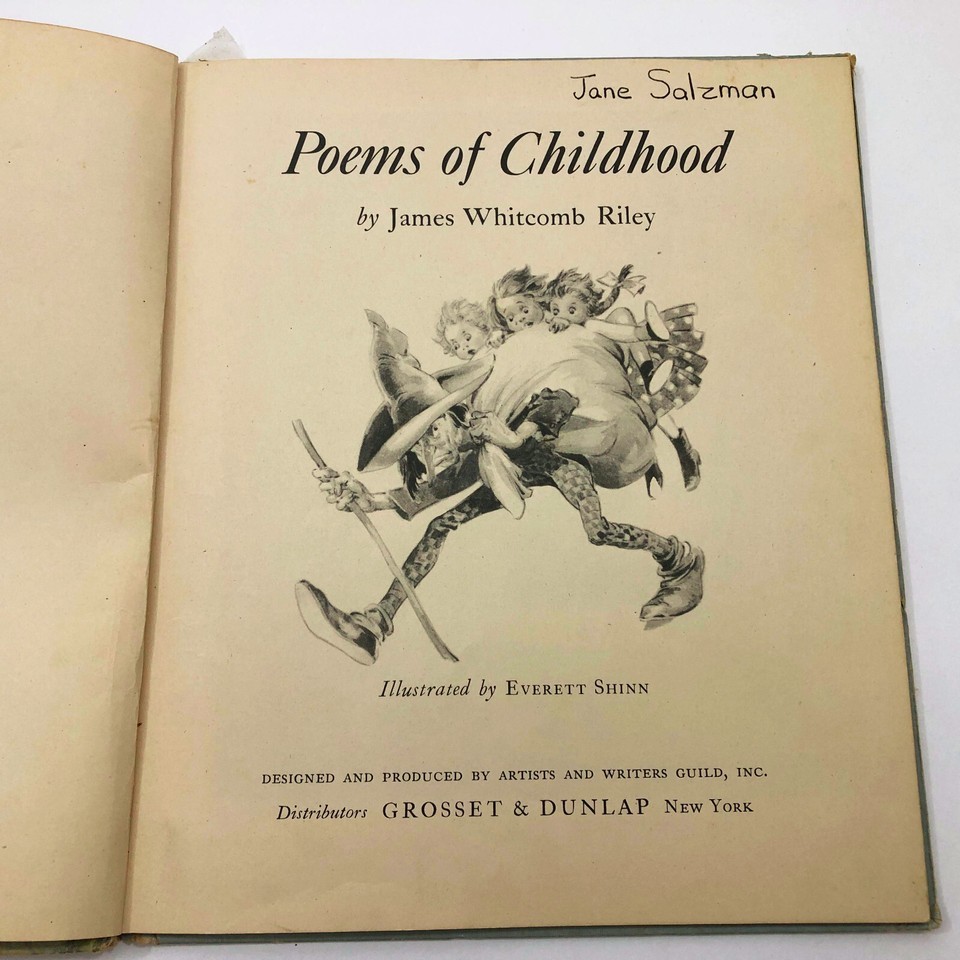 Jane Salzman
Poems of Childhood
by James Whitcomb Riley
Illustrated by EVERETT SHINN
DESIGNED AND PRODUCED BY ARTISTS AND WRITERS GUILD, INC.
Distributors GROSSET & DUNLAP NEW YORK